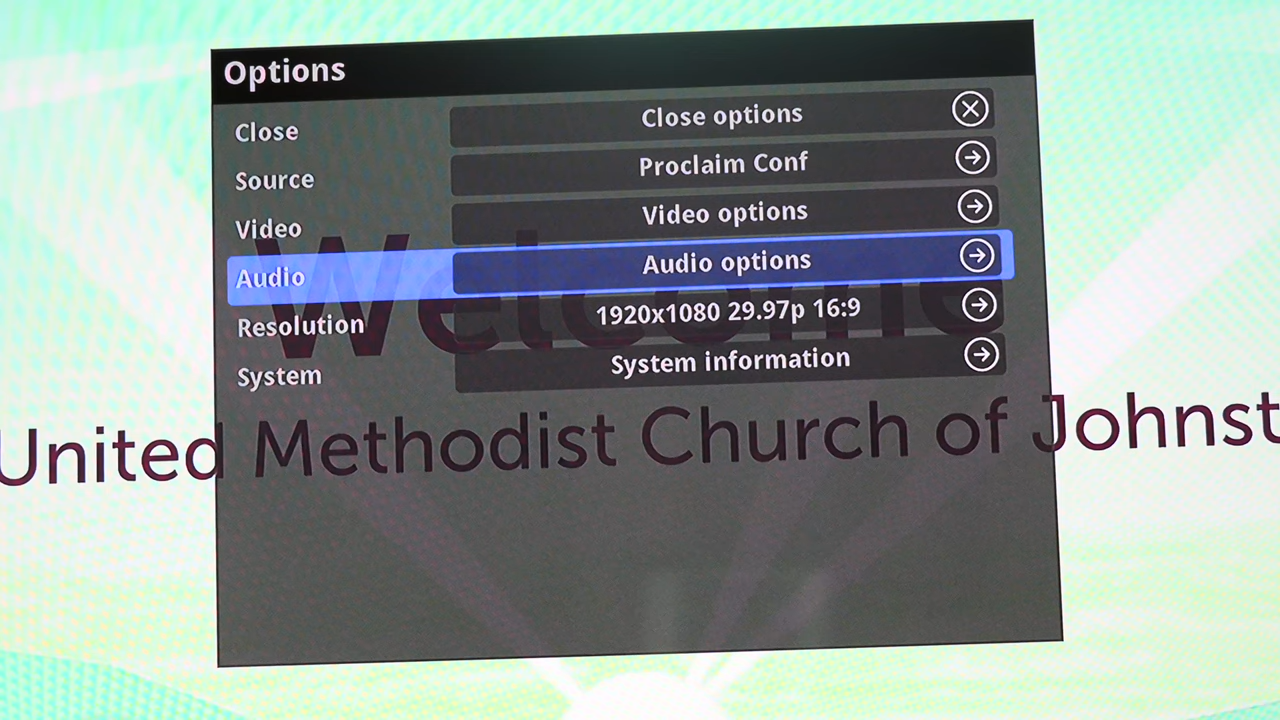 Options
Close Close options
Source Proclaim Conf
Video Video options
Audio Audio options
Resolution 1920x1080 29.97p 16:9
System System information
Welcome
United Methodist Church of Johnst